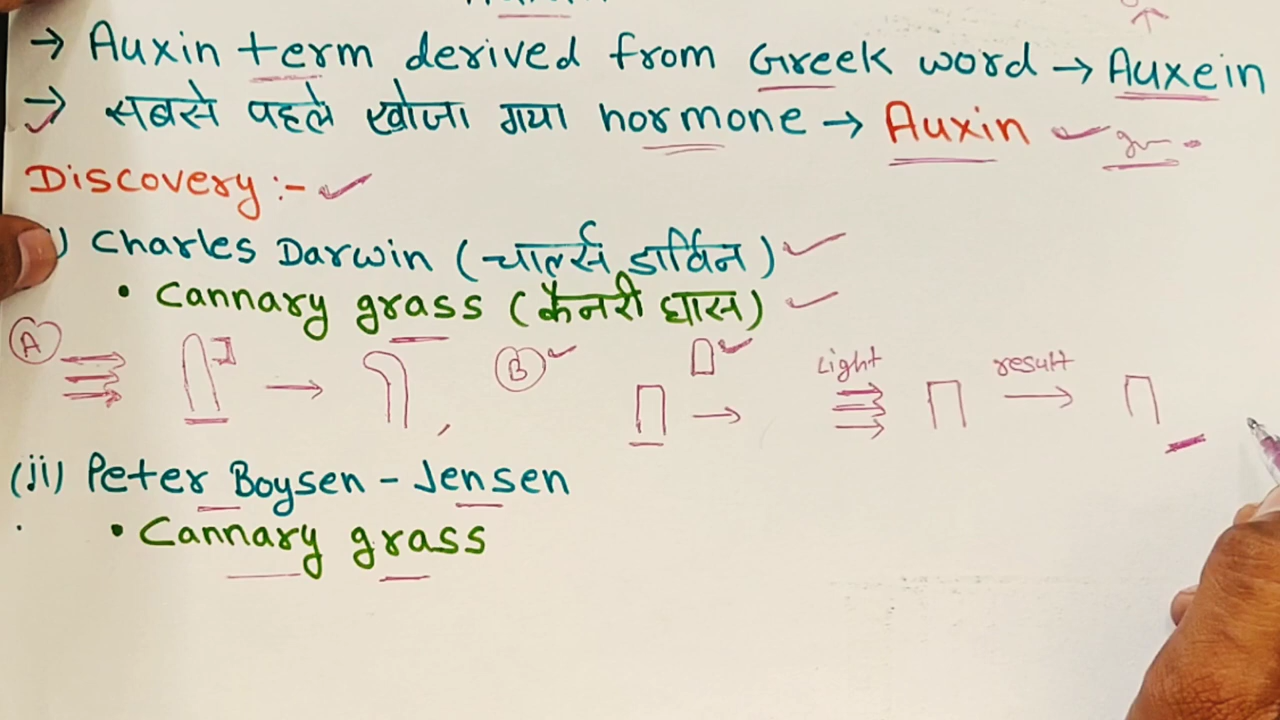 → Auxin term derived from Greek word → Auxein
→ सबसे पहले खोजा गया hormone → Auxin
Discovery :-
) Charles Darwin (चार्ल्स डार्विन)
• Cannary grass (कैनरी घास)
A B Light result
(ii) Peter Boysen - Jensen
• Cannary grass